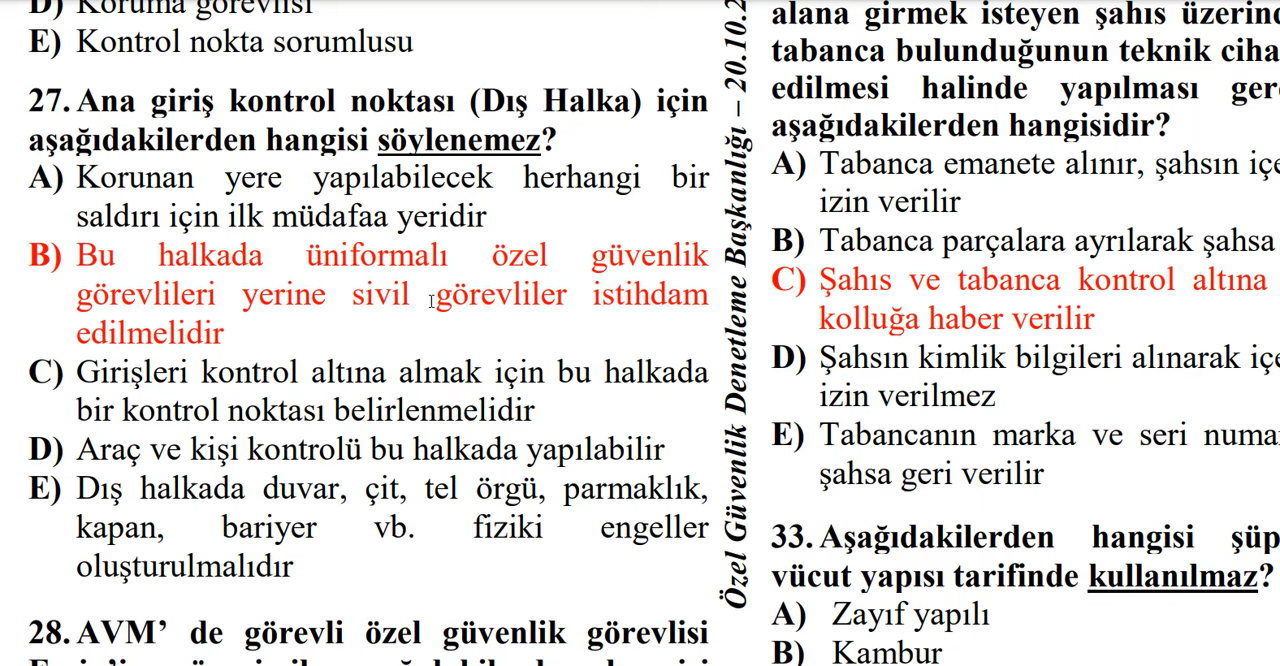 D) Koruma görevlisi
E) Kontrol nokta sorumlusu
27. Ana giriş kontrol noktası (Dış Halka) için
aşağıdakilerden hangisi söylenemez?
A) Korunan yere yapılabilecek herhangi bir
saldırı için ilk müdafaa yeridir
B) Bu halkada üniformalı özel güvenlik
görevlileri yerine sivil görevliler istihdam
edilmelidir
C) Girişleri kontrol altına almak için bu halkada
bir kontrol noktası belirlenmelidir
D) Araç ve kişi kontrolü bu halkada yapılabilir
E) Dış halkada duvar, çit, tel örgü, parmaklık,
kapan, bariyer vb. fiziki engeller
oluşturulmalıdır
28. AVM’ de görevli özel güvenlik görevlisi
Özel Güvenlik Denetleme Başkanlığı – 20.10.2
alana girmek isteyen şahıs
tabanca bulunduğunun teknik
edilmesi halinde yapılması
aşağıdakilerden hangisidir?
A) Tabanca emanete alınır, şahsın
izin verilir
B) Tabanca parçalara ayrılarak şahsa
C) Şahıs ve tabanca kontrol altına
kolluğa haber verilir
D) Şahsın kimlik bilgileri alınarak
izin verilmez
E) Tabancanın marka ve seri
şahsa geri verilir
33. Aşağıdakilerden hangisi
vücut yapısı tarifinde kullanılmaz?
A) Zayıf yapılı
B) Kambur